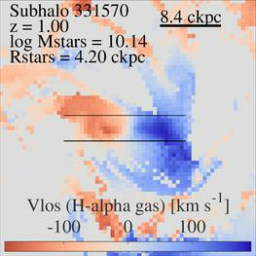 Subhalo 331570
8.4 ckpc
z = 1.00
log Mstars = 10.14
Rstars = 4.20 ckpc
Vlos (H-alpha gas) [km s⁻¹]
-100 0 100